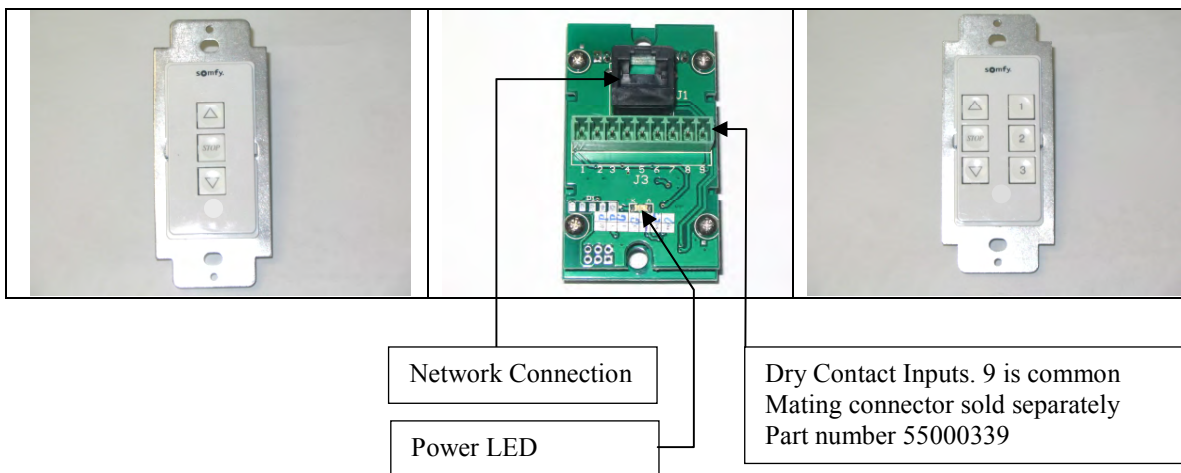 somfy.
STOP
J1
1 2 3 4 5 6 7 8 9
J3
somfy.
1
STOP 2
3
Network Connection
Power LED
Dry Contact Inputs. 9 is common
Mating connector sold separately
Part number 55000339